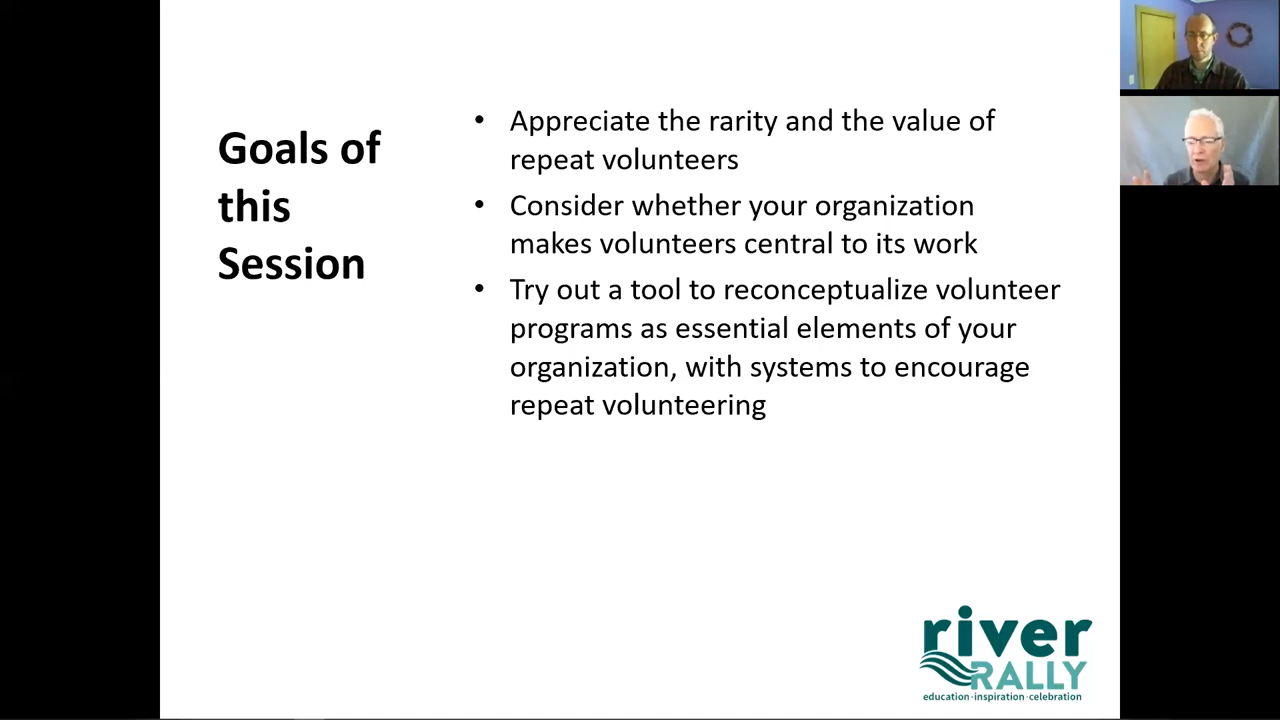 Goals of
this
Session
• Appreciate the rarity and the value of
repeat volunteers
• Consider whether your organization
makes volunteers central to its work
• Try out a tool to reconceptualize volunteer
programs as essential elements of your
organization, with systems to encourage
repeat volunteering
river
RALLY
education·inspiration·celebration